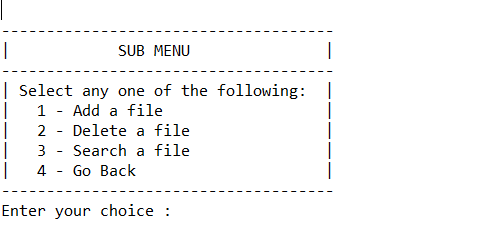 -------------------------------------
|            SUB MENU               |
-------------------------------------
| Select any one of the following:  |
|   1 - Add a file                  |
|   2 - Delete a file               |
|   3 - Search a file               |
|   4 - Go Back                     |
-------------------------------------
Enter your choice :